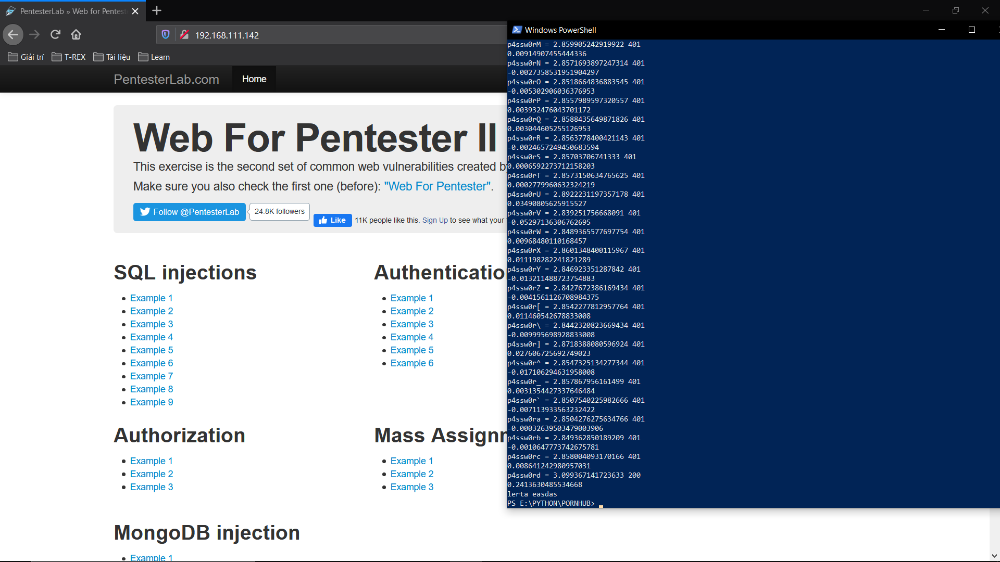 PentesterLab » Web for Pentest
192.168.111.142
Giải trí
T-REX
Tài liệu
Learn
PentesterLab.com
Home
Web For Pentester II
This exercise is the second set of common web vulnerabilities created by
Make sure you also check the first one (before): "Web For Pentester".
Follow @PentesterLab
24.8K followers
Like
11K people like this. Sign Up to see what your
SQL injections
Example 1
Example 2
Example 3
Example 4
Example 5
Example 6
Example 7
Example 8
Example 9
Authenticatio
Example 1
Example 2
Example 3
Example 4
Example 5
Example 6
Authorization
Example 1
Example 2
Example 3
Mass Assignm
Example 1
Example 2
Example 3
MongoDB injection
Example 1
Windows PowerShell
p4ssw0rM = 2.859905242919922 401
0.00914907455444336
p4ssw0rN = 2.8571693897247314 401
-0.0027358531951904297
p4ssw0rO = 2.8518664836883545 401
-0.005302906036376953
p4ssw0rP = 2.8557989597320557 401
0.003932476043701172
p4ssw0rQ = 2.8588435649871826 401
0.003044605255126953
p4ssw0rR = 2.8563778400421143 401
-0.0024657249450683594
p4ssw0rS = 2.85703706741333 401
0.0006592273712158203
p4ssw0rT = 2.8573150634765625 401
0.0002779960632324219
p4ssw0rU = 2.8922231197357178 401
0.03490805625915527
p4ssw0rV = 2.839251756668091 401
-0.05297136306762695
p4ssw0rW = 2.8489365577697754 401
0.00968480110168457
p4ssw0rX = 2.8601348400115967 401
0.011198282241821289
p4ssw0rY = 2.846923351287842 401
-0.013211488723754883
p4ssw0rZ = 2.8427672386169434 401
-0.0041561126708984375
p4ssw0r[ = 2.8542277812957764 401
0.011460542678833008
p4ssw0r\ = 2.8442320823669434 401
-0.009995698928833008
p4ssw0r] = 2.8718388080596924 401
0.027606725692749023
p4ssw0r^ = 2.8547325134277344 401
-0.017106294631958008
p4ssw0r_ = 2.857867956161499 401
0.0031354427337646484
p4ssw0r` = 2.8507540225982666 401
-0.007113933563232422
p4ssw0ra = 2.8504276275634766 401
-0.00032639503479003906
p4ssw0rb = 2.849362850189209 401
-0.0010647773742675781
p4ssw0rc = 2.858004093170166 401
0.008641242980957031
p4ssw0rd = 3.099367141723633 200
0.2413630485534668
lerta easdas
PS E:\PYTHON\PORNHUB>